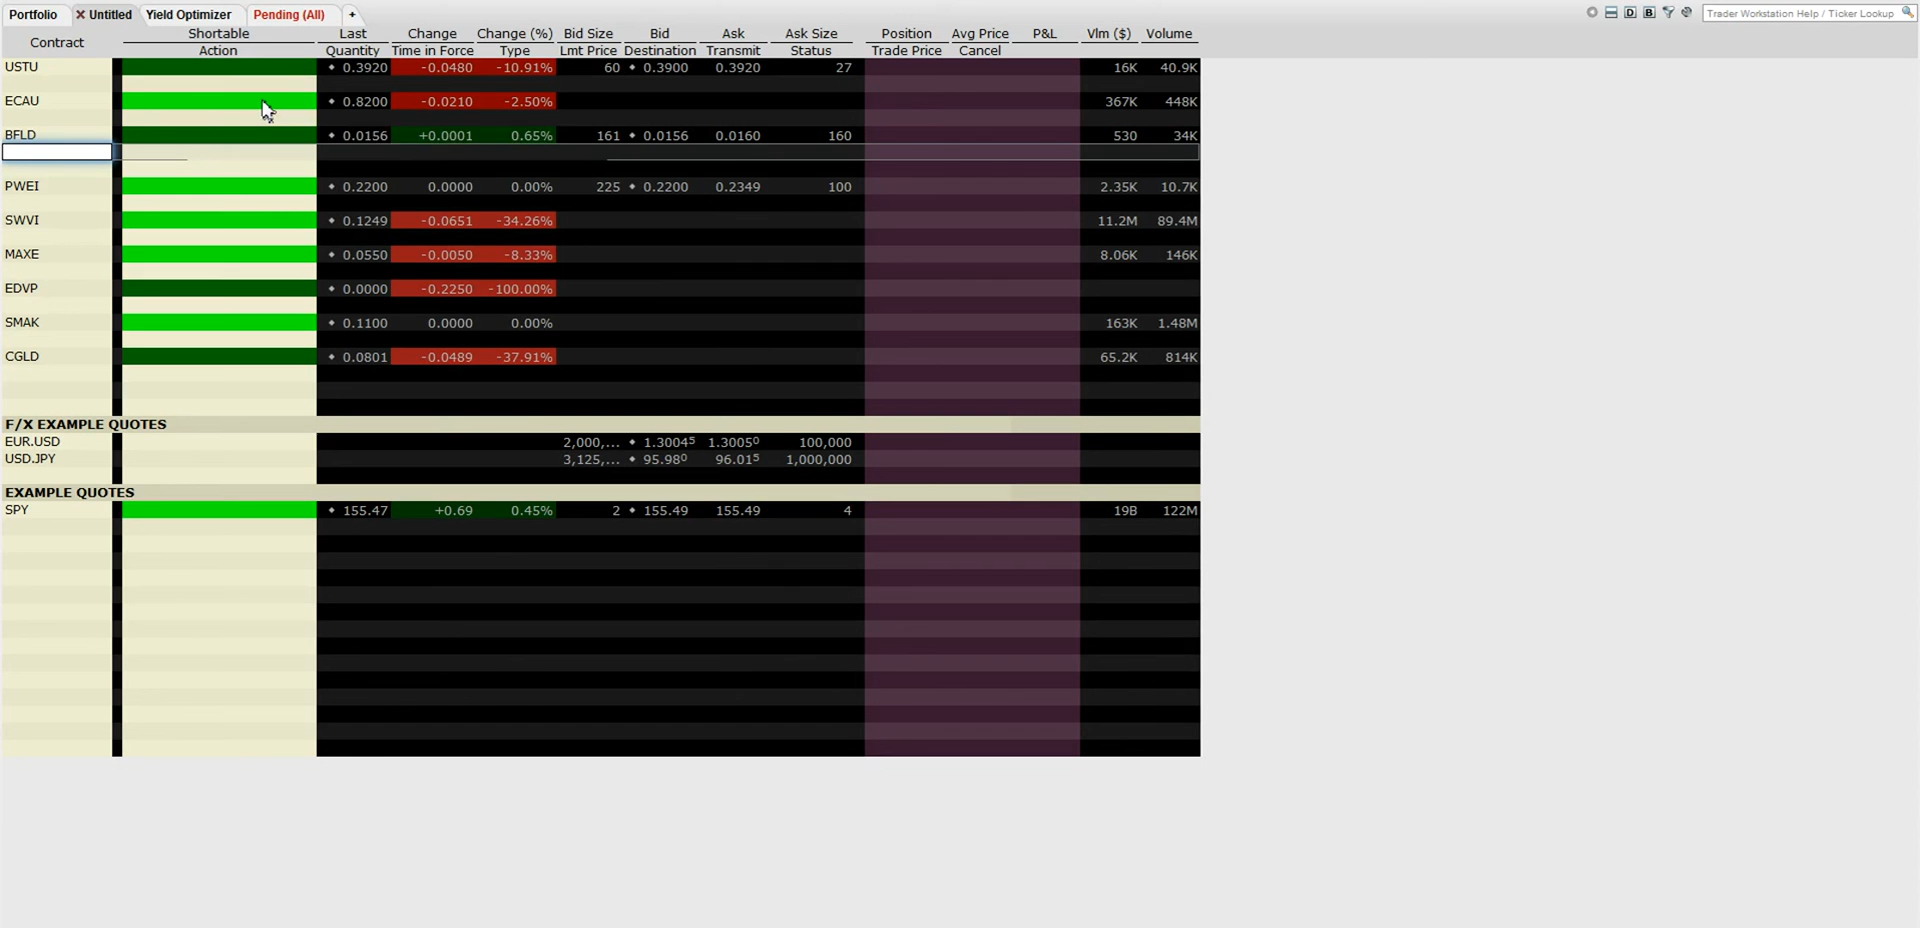 Portfolio ✕ Untitled Yield Optimizer Pending (All) + D B Trader Workstation Help / Ticker Lookup
Contract Shortable Last Change Change (%) Bid Size Bid Ask Ask Size Position Avg Price P&L Vlm ($) Volume
Action Quantity Time in Force Type Lmt Price Destination Transmit Status Trade Price Cancel
USTU 0.3920 -0.0480 -10.91% 60 0.3900 0.3920 27 16K 40.9K
ECAU 0.8200 -0.0210 -2.50% 367K 448K
BFLD 0.0156 +0.0001 0.65% 161 0.0156 0.0160 160 530 34K
PWEI 0.2200 0.0000 0.00% 225 0.2200 0.2349 100 2.35K 10.7K
SWVI 0.1249 -0.0651 -34.26% 11.2M 89.4M
MAXE 0.0550 -0.0050 -8.33% 8.06K 146K
EDVP 0.0000 -0.2250 -100.00%
SMAK 0.1100 0.0000 0.00% 163K 1.48M
CGLD 0.0801 -0.0489 -37.91% 65.2K 814K
F/X EXAMPLE QUOTES
EUR.USD 2,000,... 1.3004⁵ 1.3005⁰ 100,000
USD.JPY 3,125,... 95.98⁰ 96.01⁵ 1,000,000
EXAMPLE QUOTES
SPY 155.47 +0.69 0.45% 2 155.49 155.49 4 19B 122M